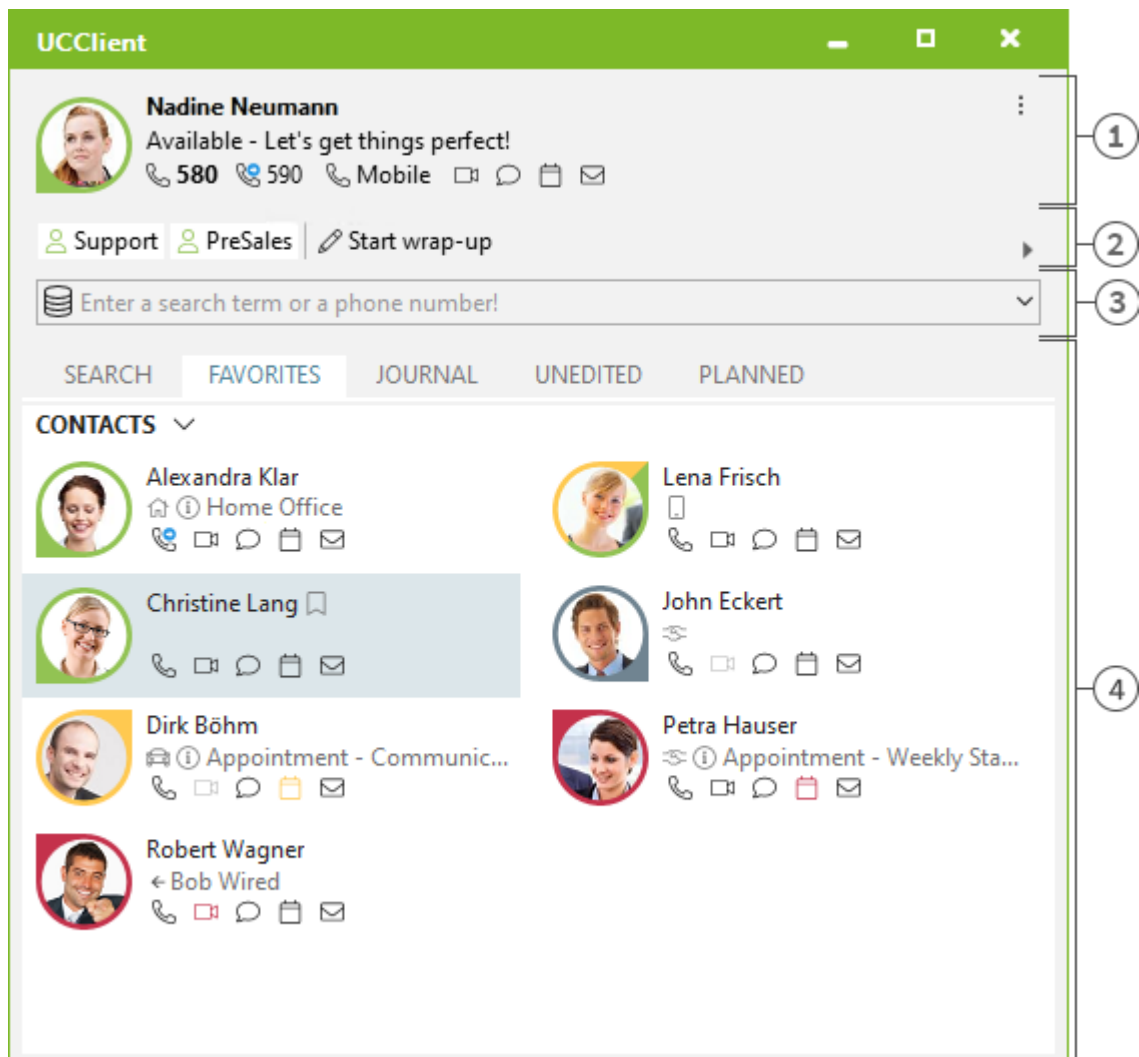 UCClient
Nadine Neumann
Available - Let's get things perfect!
580 590 Mobile
1
Support PreSales Start wrap-up
2
Enter a search term or a phone number!
3
SEARCH FAVORITES JOURNAL UNEDITED PLANNED
CONTACTS
Alexandra Klar
Home Office
Lena Frisch
Christine Lang
John Eckert
4
Dirk Böhm
Appointment - Communic...
Petra Hauser
Appointment - Weekly Sta...
Robert Wagner
Bob Wired